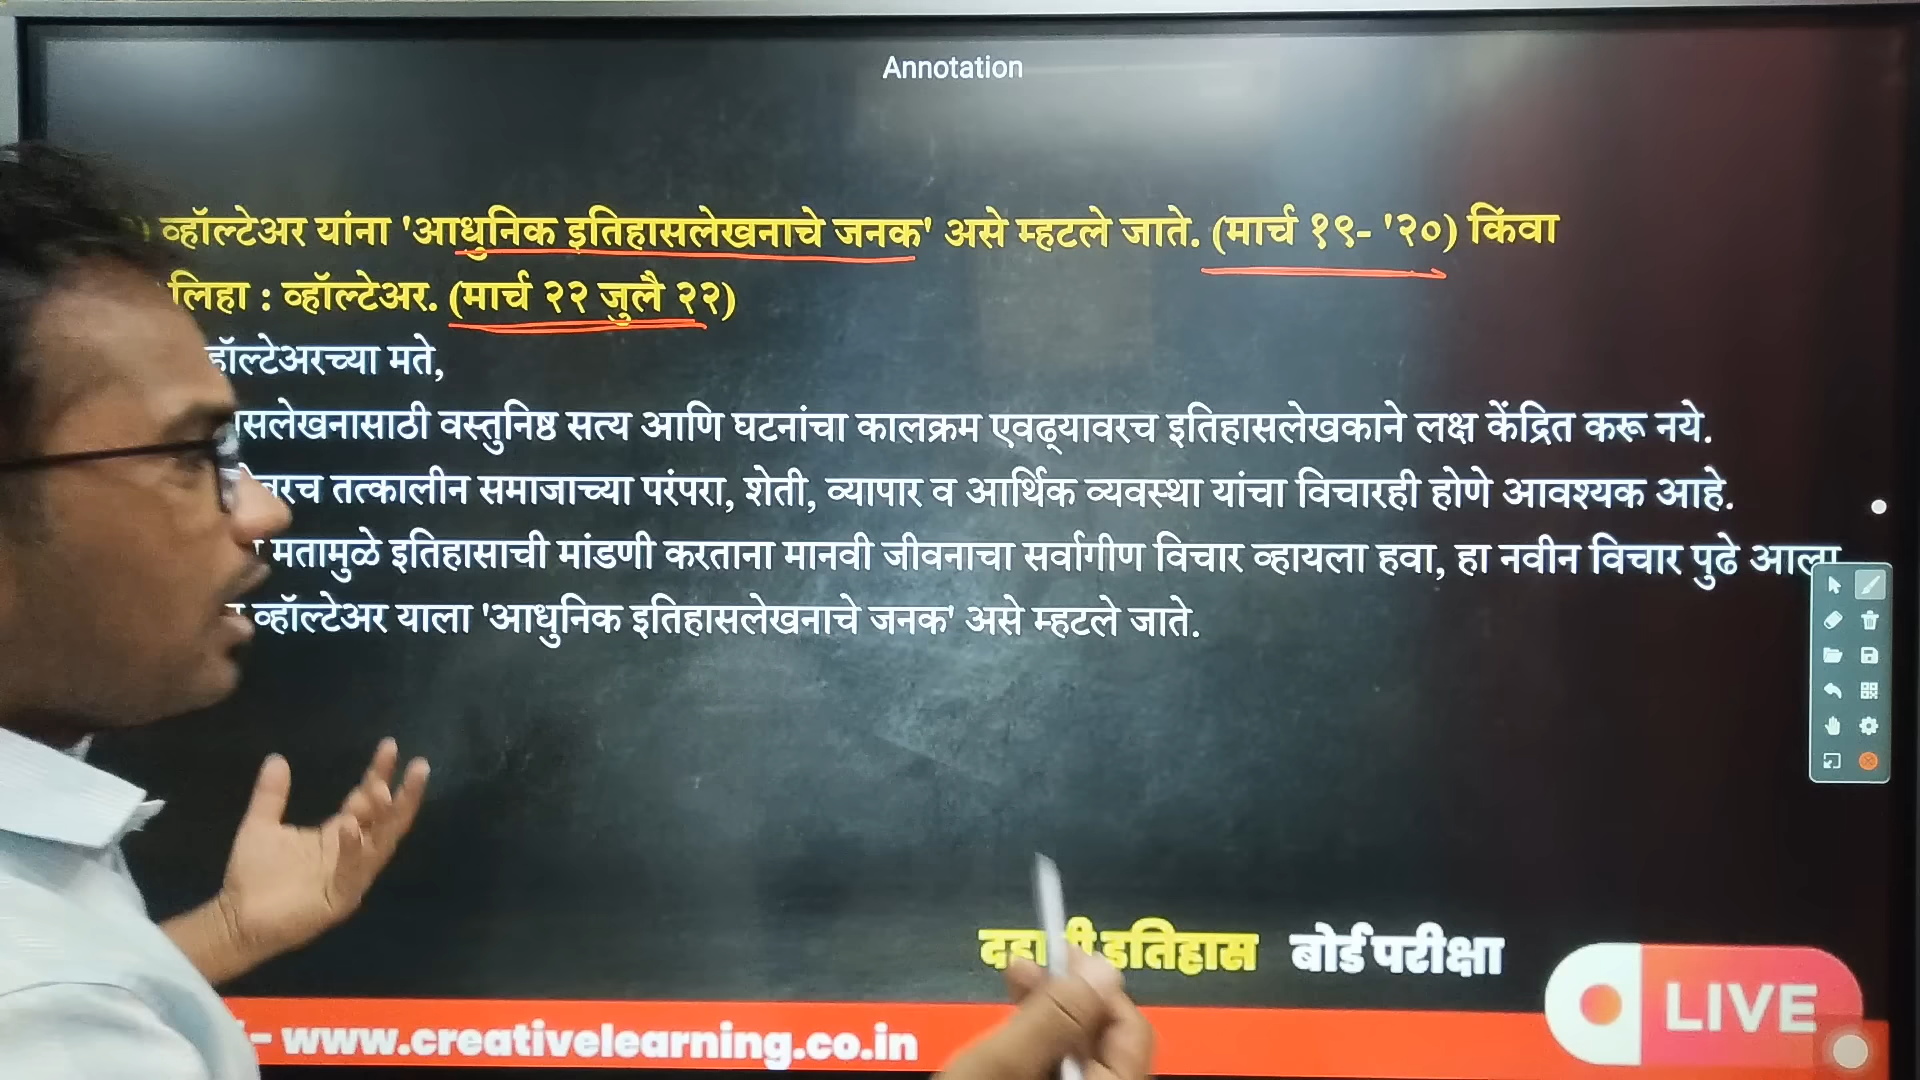 Annotation
) व्हॉल्टेअर यांना 'आधुनिक इतिहासलेखनाचे जनक' असे म्हटले जाते. (मार्च १९- '२०) किंवा
लिहा : व्हॉल्टेअर. (मार्च २२ जुलै २२)
हॉल्टेअरच्या मते,
सलेखनासाठी वस्तुनिष्ठ सत्य आणि घटनांचा कालक्रम एवढ्यावरच इतिहासलेखकाने लक्ष केंद्रित करू नये.
बरच तत्कालीन समाजाच्या परंपरा, शेती, व्यापार व आर्थिक व्यवस्था यांचा विचारही होणे आवश्यक आहे.
मतामुळे इतिहासाची मांडणी करताना मानवी जीवनाचा सर्वांगीण विचार व्हायला हवा, हा नवीन विचार पुढे आला
व्हॉल्टेअर याला 'आधुनिक इतिहासलेखनाचे जनक' असे म्हटले जाते.
इतिहास बोर्ड परीक्षा
LIVE
- www.creativelearning.co.in